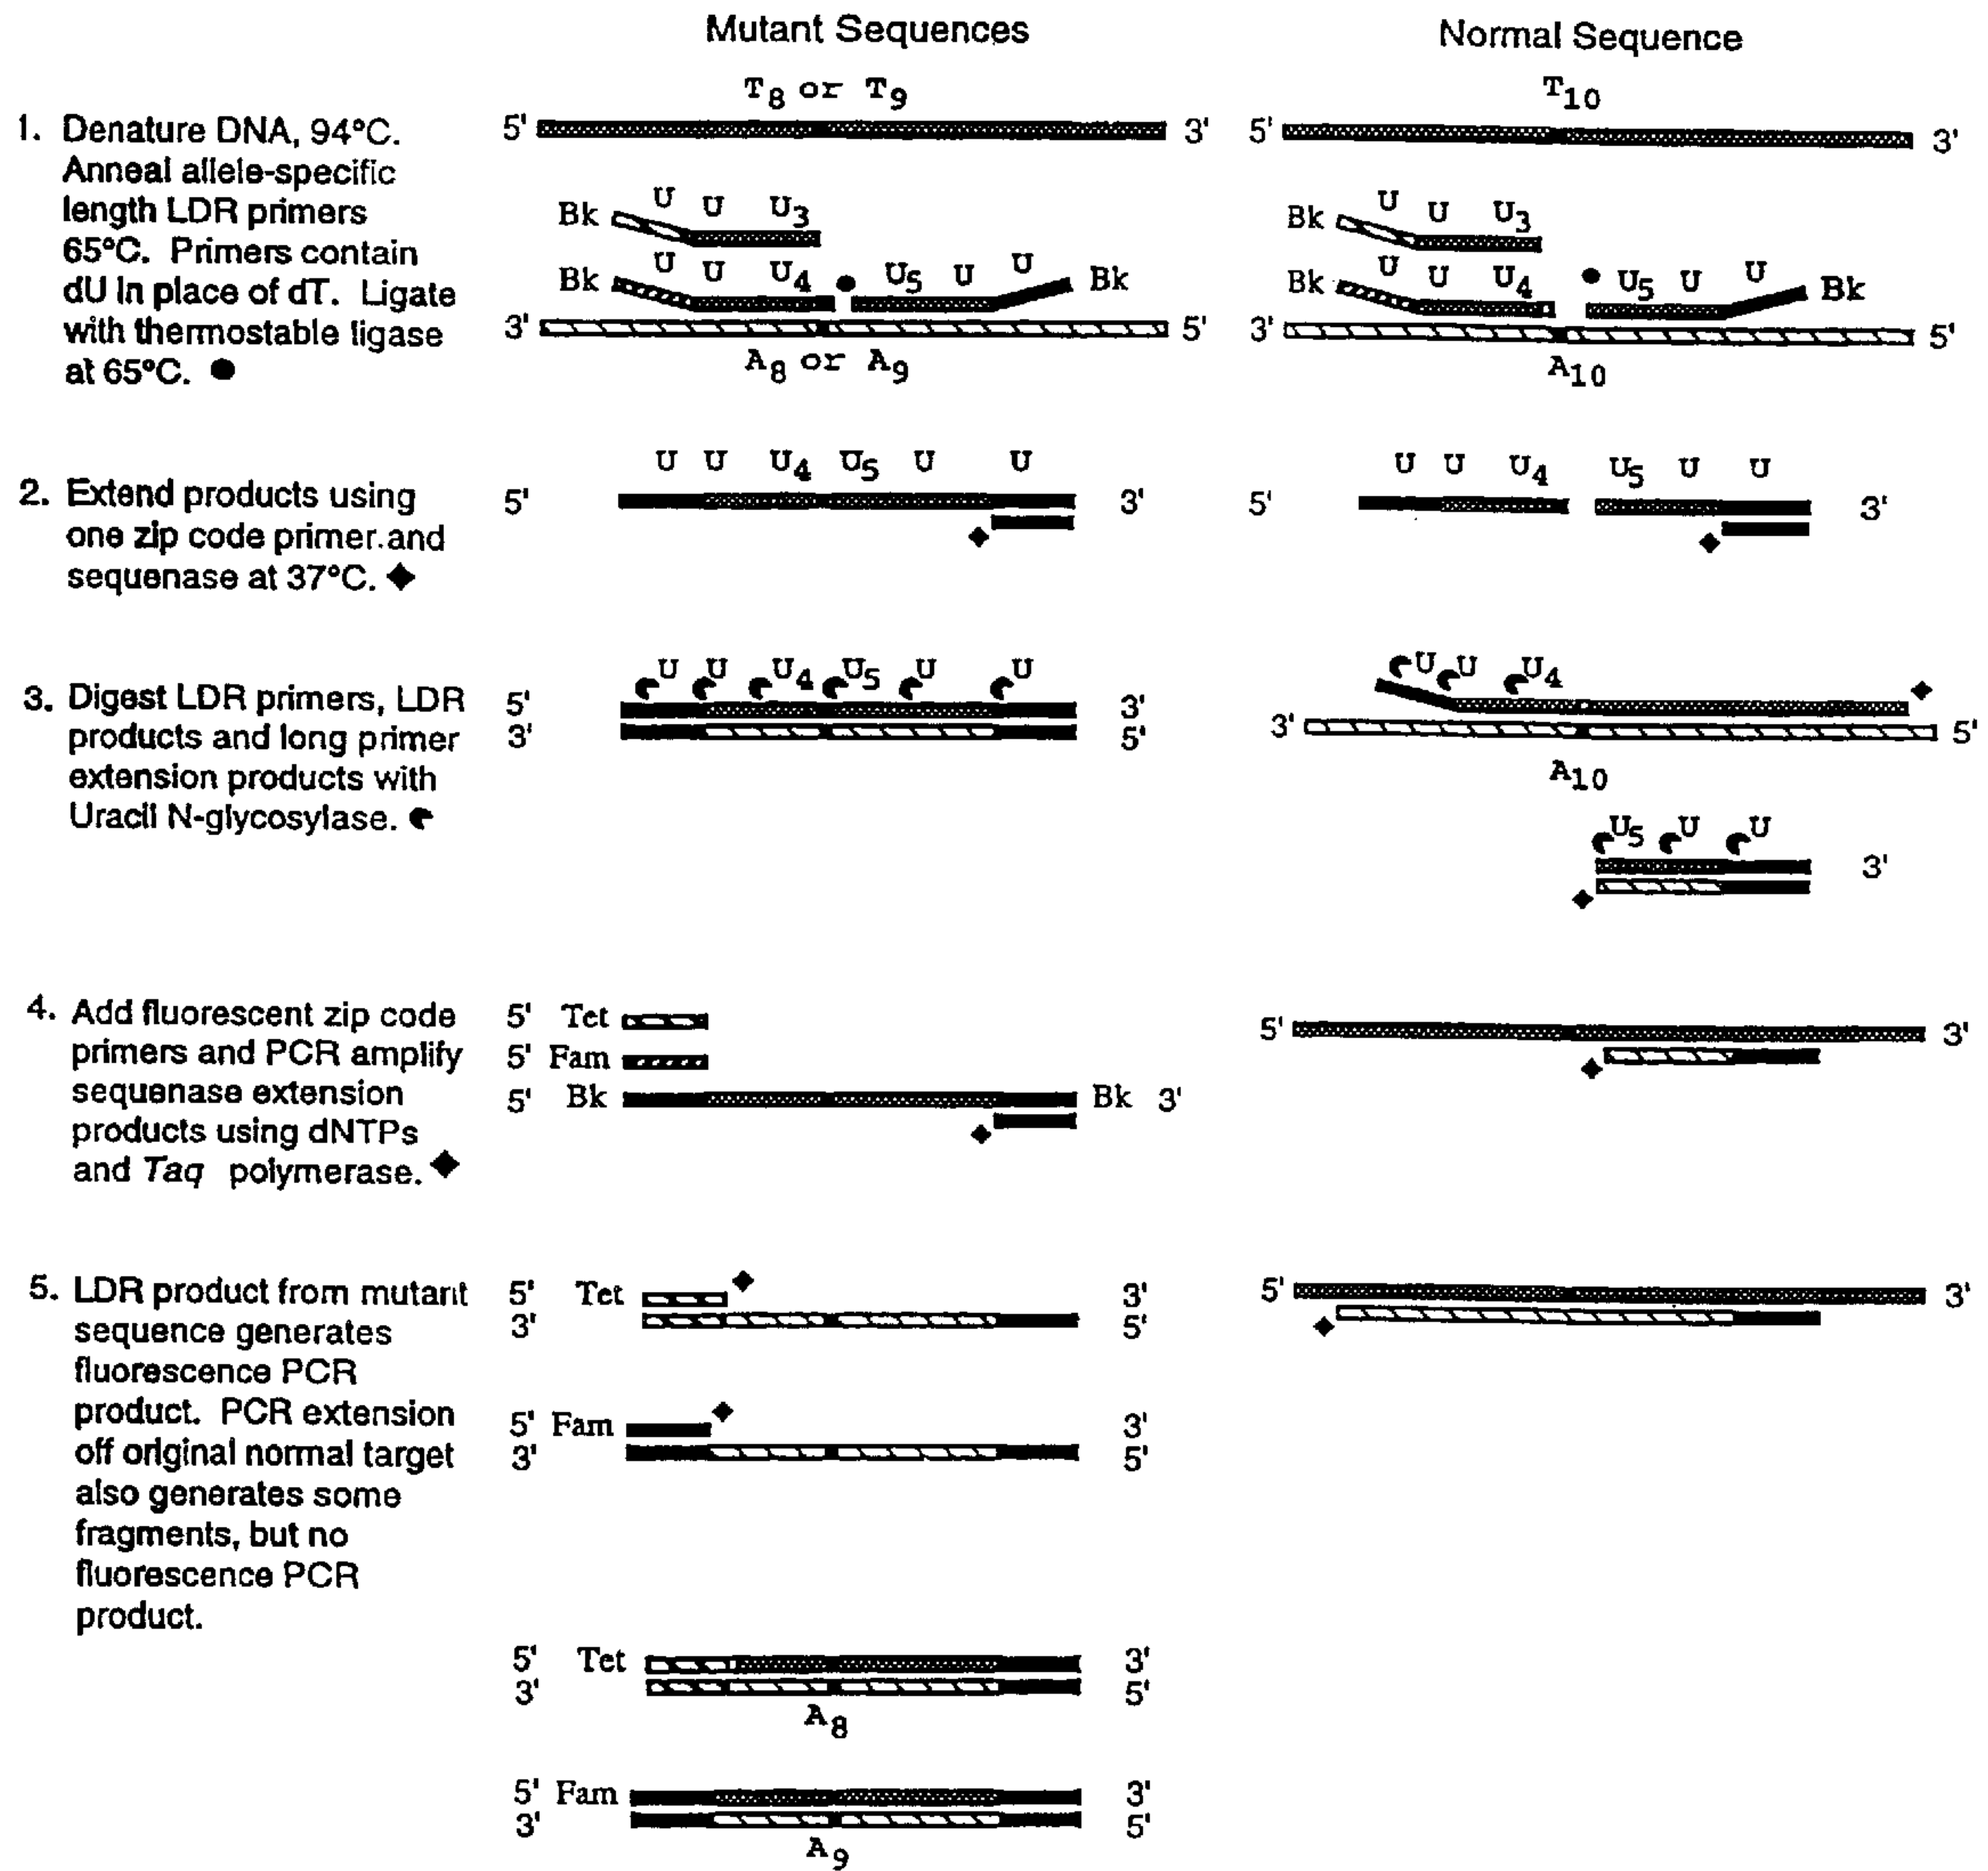 Mutant Sequences
Normal Sequence
T8 or T9
T10
1. Denature DNA, 94°C.
Anneal allele-specific
length LDR primers
65°C. Primers contain
dU in place of dT. Ligate
with thermostable ligase
at 65°C.
5' 3'
Bk U U U3
Bk U U U4 U5 U U Bk
3' 5'
A8 or A9
5' 3'
Bk U U U3
Bk U U U4 U5 U U Bk
3' 5'
A10
2. Extend products using
one zip code primer and
sequenase at 37°C.
U U U4 U5 U U
5' 3'
U U U4 U5 U U
5' 3'
3. Digest LDR primers, LDR
products and long primer
extension products with
Uracil N-glycosylase.
U U U4 U5 U U
5' 3'
3' 5'
U U U4
3' 5'
A10
U5 U U
3'
4. Add fluorescent zip code
primers and PCR amplify
sequenase extension
products using dNTPs
and Taq polymerase.
5' Tet
5' Fam
5' Bk Bk 3'
5' 3'
5. LDR product from mutant
sequence generates
fluorescence PCR
product. PCR extension
off original normal target
also generates some
fragments, but no
fluorescence PCR
product.
5' Tet 3'
3' 5'
5' Fam 3'
3' 5'
5' 3'
5' Tet 3'
3' 5'
A8
5' Fam 3'
3' 5'
A9